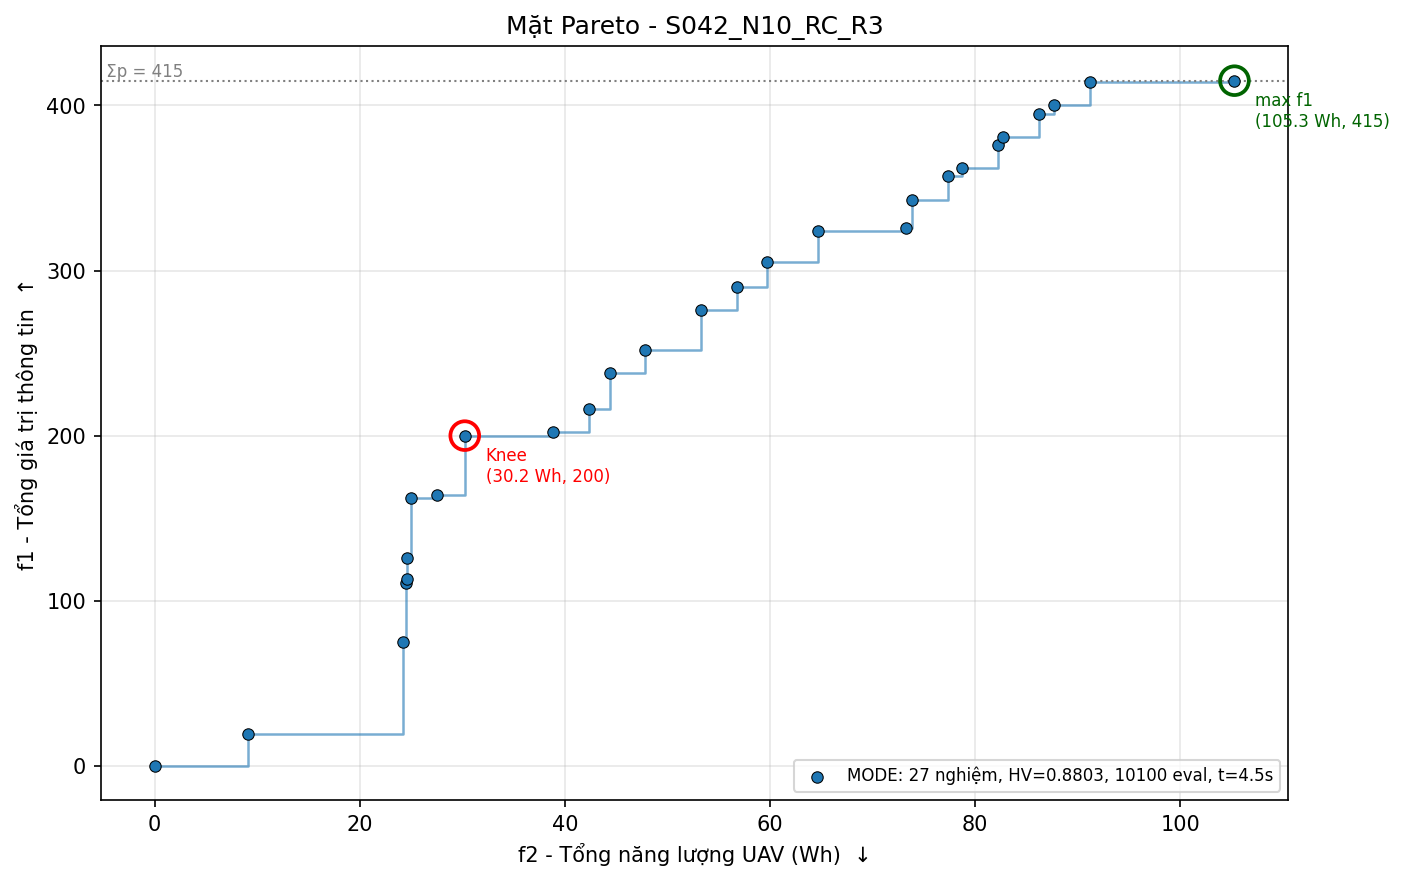 Mặt Pareto - S042_N10_RC_R3
Σp = 415
max f1
(105.3 Wh, 415)
Knee
(30.2 Wh, 200)
MODE: 27 nghiệm, HV=0.8803, 10100 eval, t=4.5s
f1 - Tổng giá trị thông tin ↑
400
300
200
100
0
0 20 40 60 80 100
f2 - Tổng năng lượng UAV (Wh) ↓